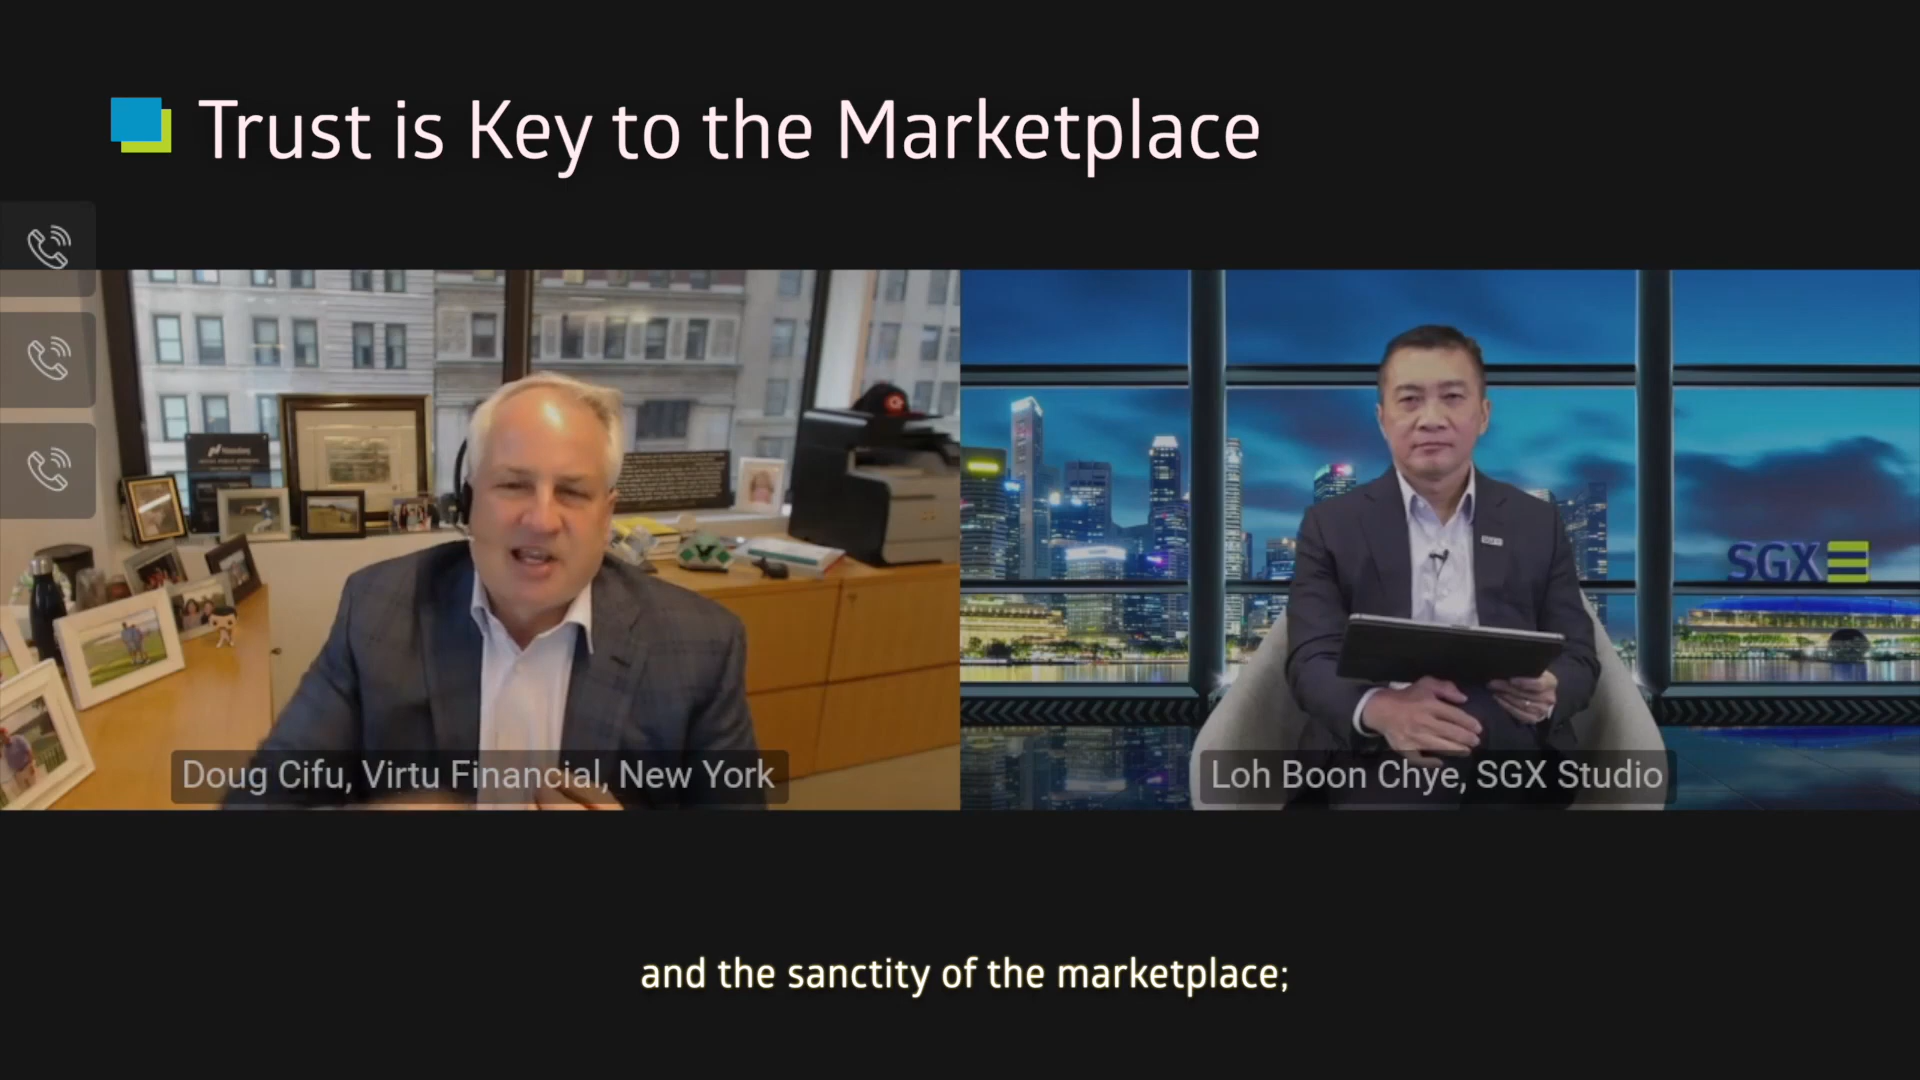 Trust is Key to the Marketplace
Nasdaq
SGX
Doug Cifu, Virtu Financial, New York
Loh Boon Chye, SGX Studio
and the sanctity of the marketplace;